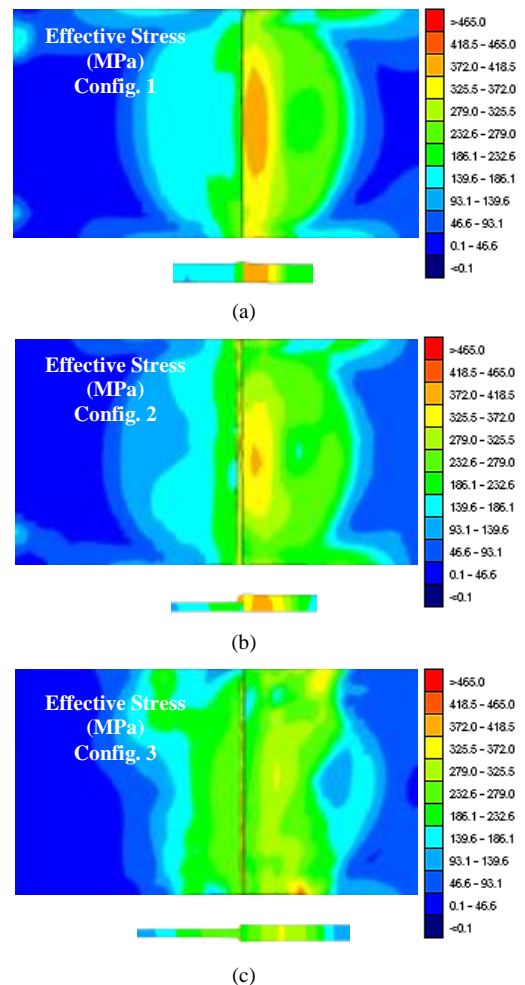 Effective Stress
(MPa)
Config. 1
>465.0
418.5 – 465.0
372.0 – 418.5
325.5 – 372.0
279.0 – 325.5
232.6 – 279.0
186.1 – 232.6
139.6 – 186.1
93.1 – 139.6
46.6 – 93.1
0.1 – 46.6
<0.1
(a)
Effective Stress
(MPa)
Config. 2
>465.0
418.5 – 465.0
372.0 – 418.5
325.5 – 372.0
279.0 – 325.5
232.6 – 279.0
186.1 – 232.6
139.6 – 186.1
93.1 – 139.6
46.6 – 93.1
0.1 – 46.6
<0.1
(b)
Effective Stress
(MPa)
Config. 3
>465.0
418.5 – 465.0
372.0 – 418.5
325.5 – 372.0
279.0 – 325.5
232.6 – 279.0
186.1 – 232.6
139.6 – 186.1
93.1 – 139.6
46.6 – 93.1
0.1 – 46.6
<0.1
(c)